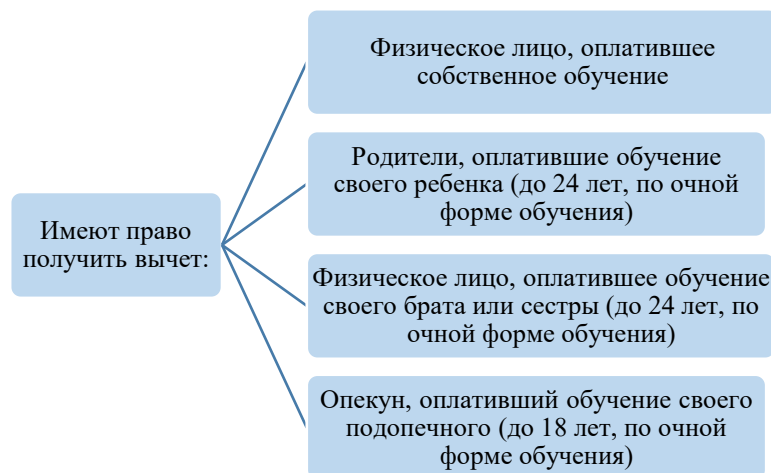 Имеют право
получить вычет:
Физическое лицо, оплатившее
собственное обучение
Родители, оплатившие обучение
своего ребенка (до 24 лет, по очной
форме обучения)
Физическое лицо, оплатившее обучение
своего брата или сестры (до 24 лет, по
очной форме обучения)
Опекун, оплативший обучение своего
подопечного (до 18 лет, по очной
форме обучения)